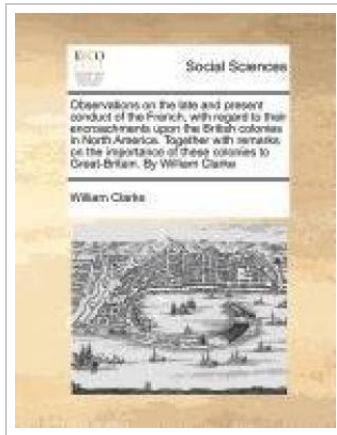 ECCO
Social Sciences
Observations on the late and present
conduct of the French, with regard to their
encroachments upon the British colonies
in North America. Together with remarks
on the importance of these colonies to
Great-Britain. By William Clarke
William Clarke